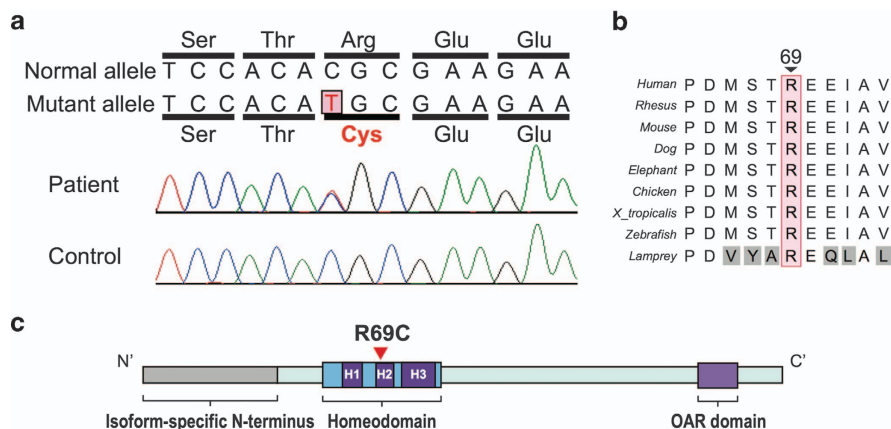 a
Ser Thr Arg Glu Glu
Normal allele T C C A C A C G C G A A G A A
Mutant allele T C C A C A T G C G A A G A A
Ser Thr Cys Glu Glu
Patient
Control
b
69
Human P D M S T R E E I A V
Rhesus P D M S T R E E I A V
Mouse P D M S T R E E I A V
Dog P D M S T R E E I A V
Elephant P D M S T R E E I A V
Chicken P D M S T R E E I A V
X_tropicalis P D M S T R E E I A V
Zebrafish P D M S T R E E I A V
Lamprey P D V Y A R E Q L A L
c
R69C
N' C'
H1 H2 H3
Isoform-specific N-terminus Homeodomain OAR domain